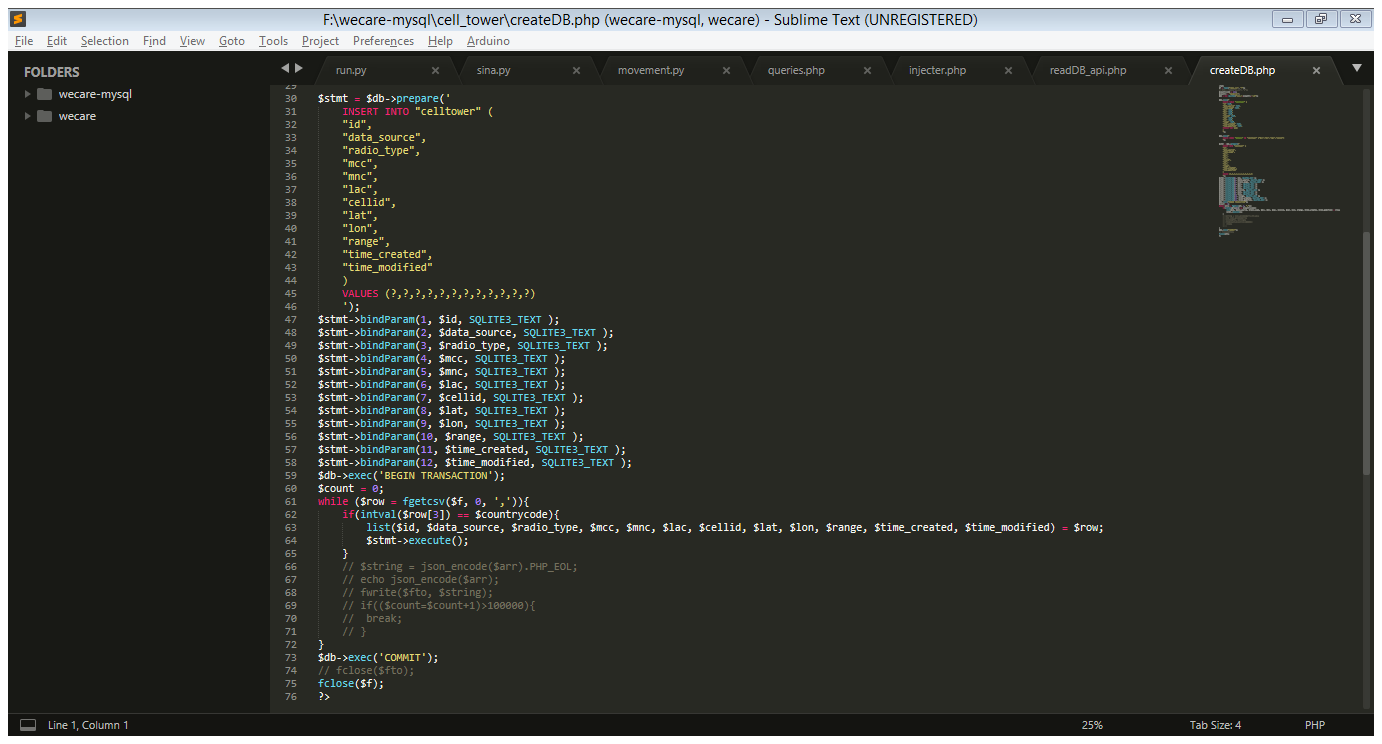 F:\wecare-mysql\cell_tower\createDB.php (wecare-mysql, wecare) - Sublime Text (UNREGISTERED)
File Edit Selection Find View Goto Tools Project Preferences Help Arduino
FOLDERS
wecare-mysql
wecare
run.py × sina.py × movement.py × queries.php × injecter.php × readDB_api.php × createDB.php ×
29
30 $stmt = $db->prepare('
31 INSERT INTO "celltower" (
32 "id",
33 "data_source",
34 "radio_type",
35 "mcc",
36 "mnc",
37 "lac",
38 "cellid",
39 "lat",
40 "lon",
41 "range",
42 "time_created",
43 "time_modified"
44 )
45 VALUES (?,?,?,?,?,?,?,?,?,?,?,?)
46 ');
47 $stmt->bindParam(1, $id, SQLITE3_TEXT );
48 $stmt->bindParam(2, $data_source, SQLITE3_TEXT );
49 $stmt->bindParam(3, $radio_type, SQLITE3_TEXT );
50 $stmt->bindParam(4, $mcc, SQLITE3_TEXT );
51 $stmt->bindParam(5, $mnc, SQLITE3_TEXT );
52 $stmt->bindParam(6, $lac, SQLITE3_TEXT );
53 $stmt->bindParam(7, $cellid, SQLITE3_TEXT );
54 $stmt->bindParam(8, $lat, SQLITE3_TEXT );
55 $stmt->bindParam(9, $lon, SQLITE3_TEXT );
56 $stmt->bindParam(10, $range, SQLITE3_TEXT );
57 $stmt->bindParam(11, $time_created, SQLITE3_TEXT );
58 $stmt->bindParam(12, $time_modified, SQLITE3_TEXT );
59 $db->exec('BEGIN TRANSACTION');
60 $count = 0;
61 while ($row = fgetcsv($f, 0, ',')){
62 if(intval($row[3]) == $countrycode){
63 list($id, $data_source, $radio_type, $mcc, $mnc, $lac, $cellid, $lat, $lon, $range, $time_created, $time_modified) = $row;
64 $stmt->execute();
65 }
66 // $string = json_encode($arr).PHP_EOL;
67 // echo json_encode($arr);
68 // fwrite($fto, $string);
69 // if(($count=$count+1)>100000){
70 // break;
71 // }
72 }
73 $db->exec('COMMIT');
74 // fclose($fto);
75 fclose($f);
76 ?>
Line 1, Column 1 25% Tab Size: 4 PHP